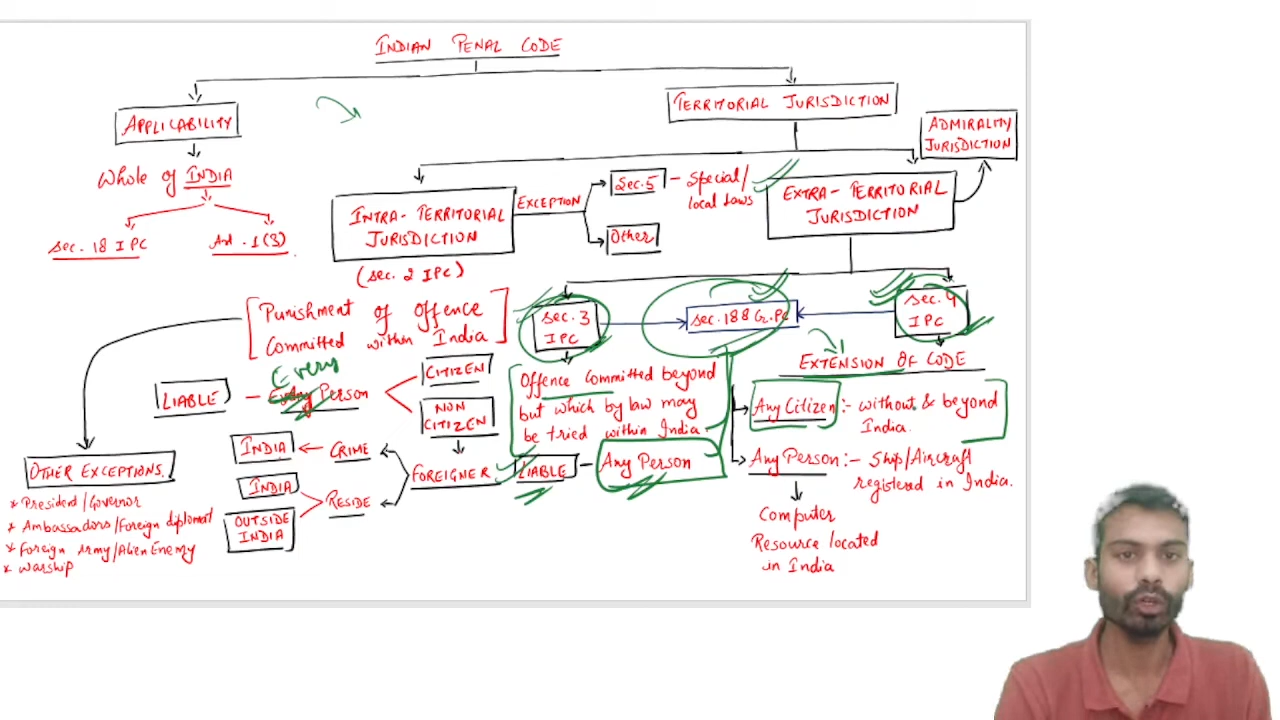 INDIAN PENAL CODE
APPLICABILITY
Whole of INDIA
Sec. 18 IPC
Art. 1(3)
TERRITORIAL JURISDICTION
ADMIRALITY
JURISDICTION
INTRA-TERRITORIAL
JURISDICTION
(Sec. 2 IPC)
EXCEPTION
Sec. 5 - Special/
local Laws
Other
EXTRA-TERRITORIAL
JURISDICTION
Punishment of Offence
Committed within India
Every
LIABLE - Person
CITIZEN
NON
CITIZEN
FOREIGNER
CRIME
INDIA
RESIDE
INDIA
OUTSIDE
INDIA
OTHER EXCEPTIONS.
* President/Governor
* Ambassadors/Foreign diplomat
* Foreign Army/Alien Enemy
* Warship
Sec. 3
IPC
Sec. 188 Cr.PC
Sec. 4
IPC
Offence Committed beyond
but which by law may
be tried within India
LIABLE - Any Person
EXTENSION OF CODE
Any Citizen :- without & beyond
India.
Any Person :- Ship/Aircraft
registered in India.
Computer
Resource located
in India